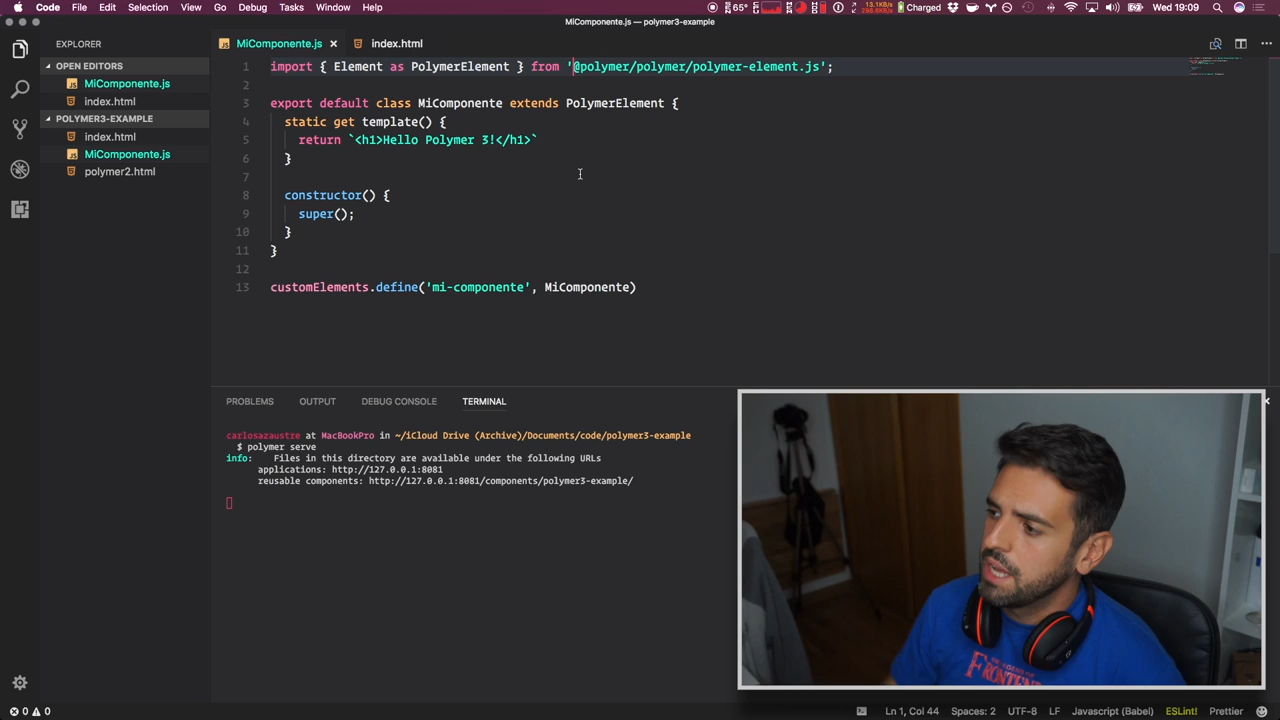 Code File Edit Selection View Go Debug Tasks Window Help 65° 13.1KB/s Charged Wed 19:09
MiComponente.js — polymer3-example
EXPLORER
OPEN EDITORS
MiComponente.js
index.html
POLYMER3-EXAMPLE
index.html
MiComponente.js
polymer2.html
MiComponente.js
index.html
1 import { Element as PolymerElement } from '@polymer/polymer/polymer-element.js';
2
3 export default class MiComponente extends PolymerElement {
4 static get template() {
5 return `<h1>Hello Polymer 3!</h1>`
6 }
7
8 constructor() {
9 super();
10 }
11 }
12
13 customElements.define('mi-componente', MiComponente)
PROBLEMS OUTPUT DEBUG CONSOLE TERMINAL
carlosazaustre at MacBookPro in ~/iCloud Drive (Archive)/Documents/code/polymer3-example
$ polymer serve
info: Files in this directory are available under the following URLs
applications: http://127.0.0.1:8081
reusable components: http://127.0.0.1:8081/components/polymer3-example/
FRONTEN
0 0 Ln 1, Col 44 Spaces: 2 UTF-8 LF Javascript (Babel) ESLint! Prettier